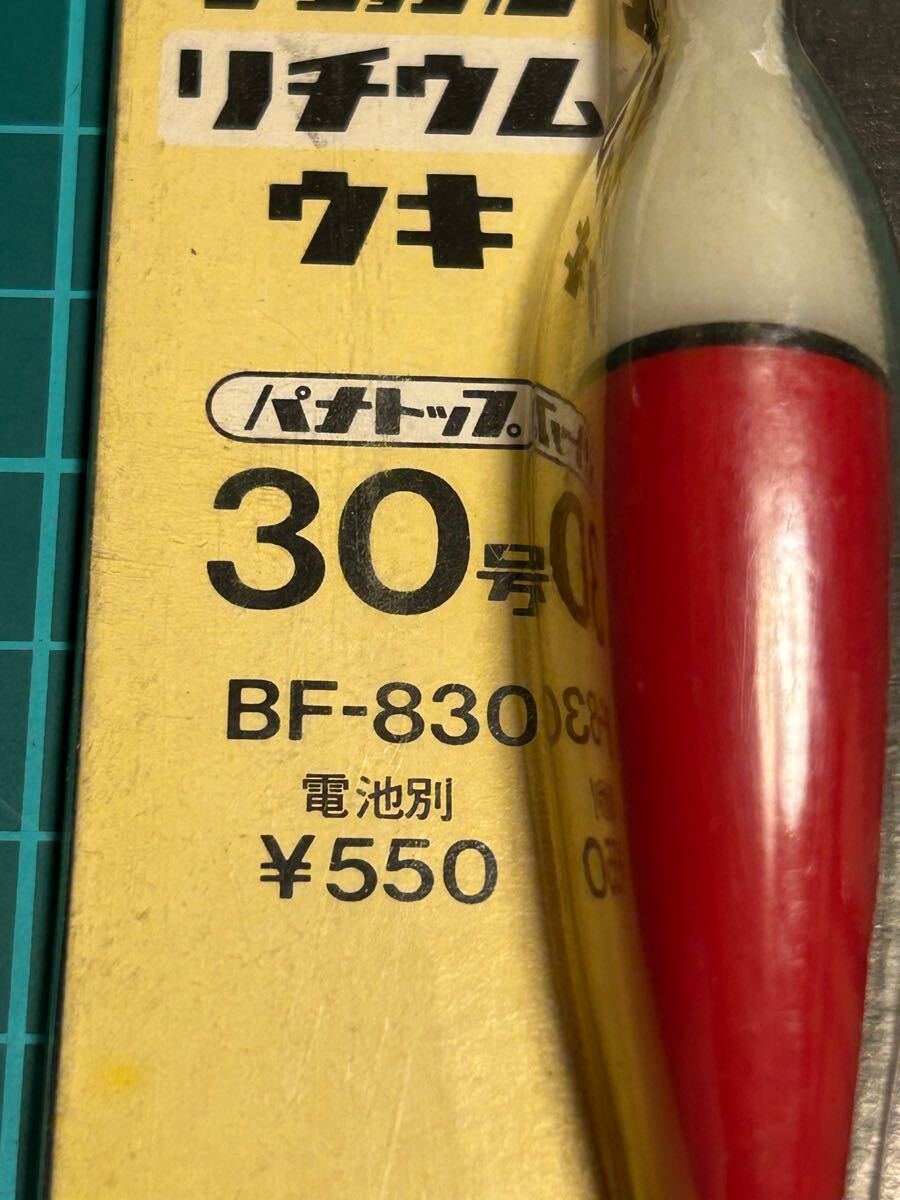 リチウム
ウキ
パナトップ。
30号
BF-830
電池別
¥550